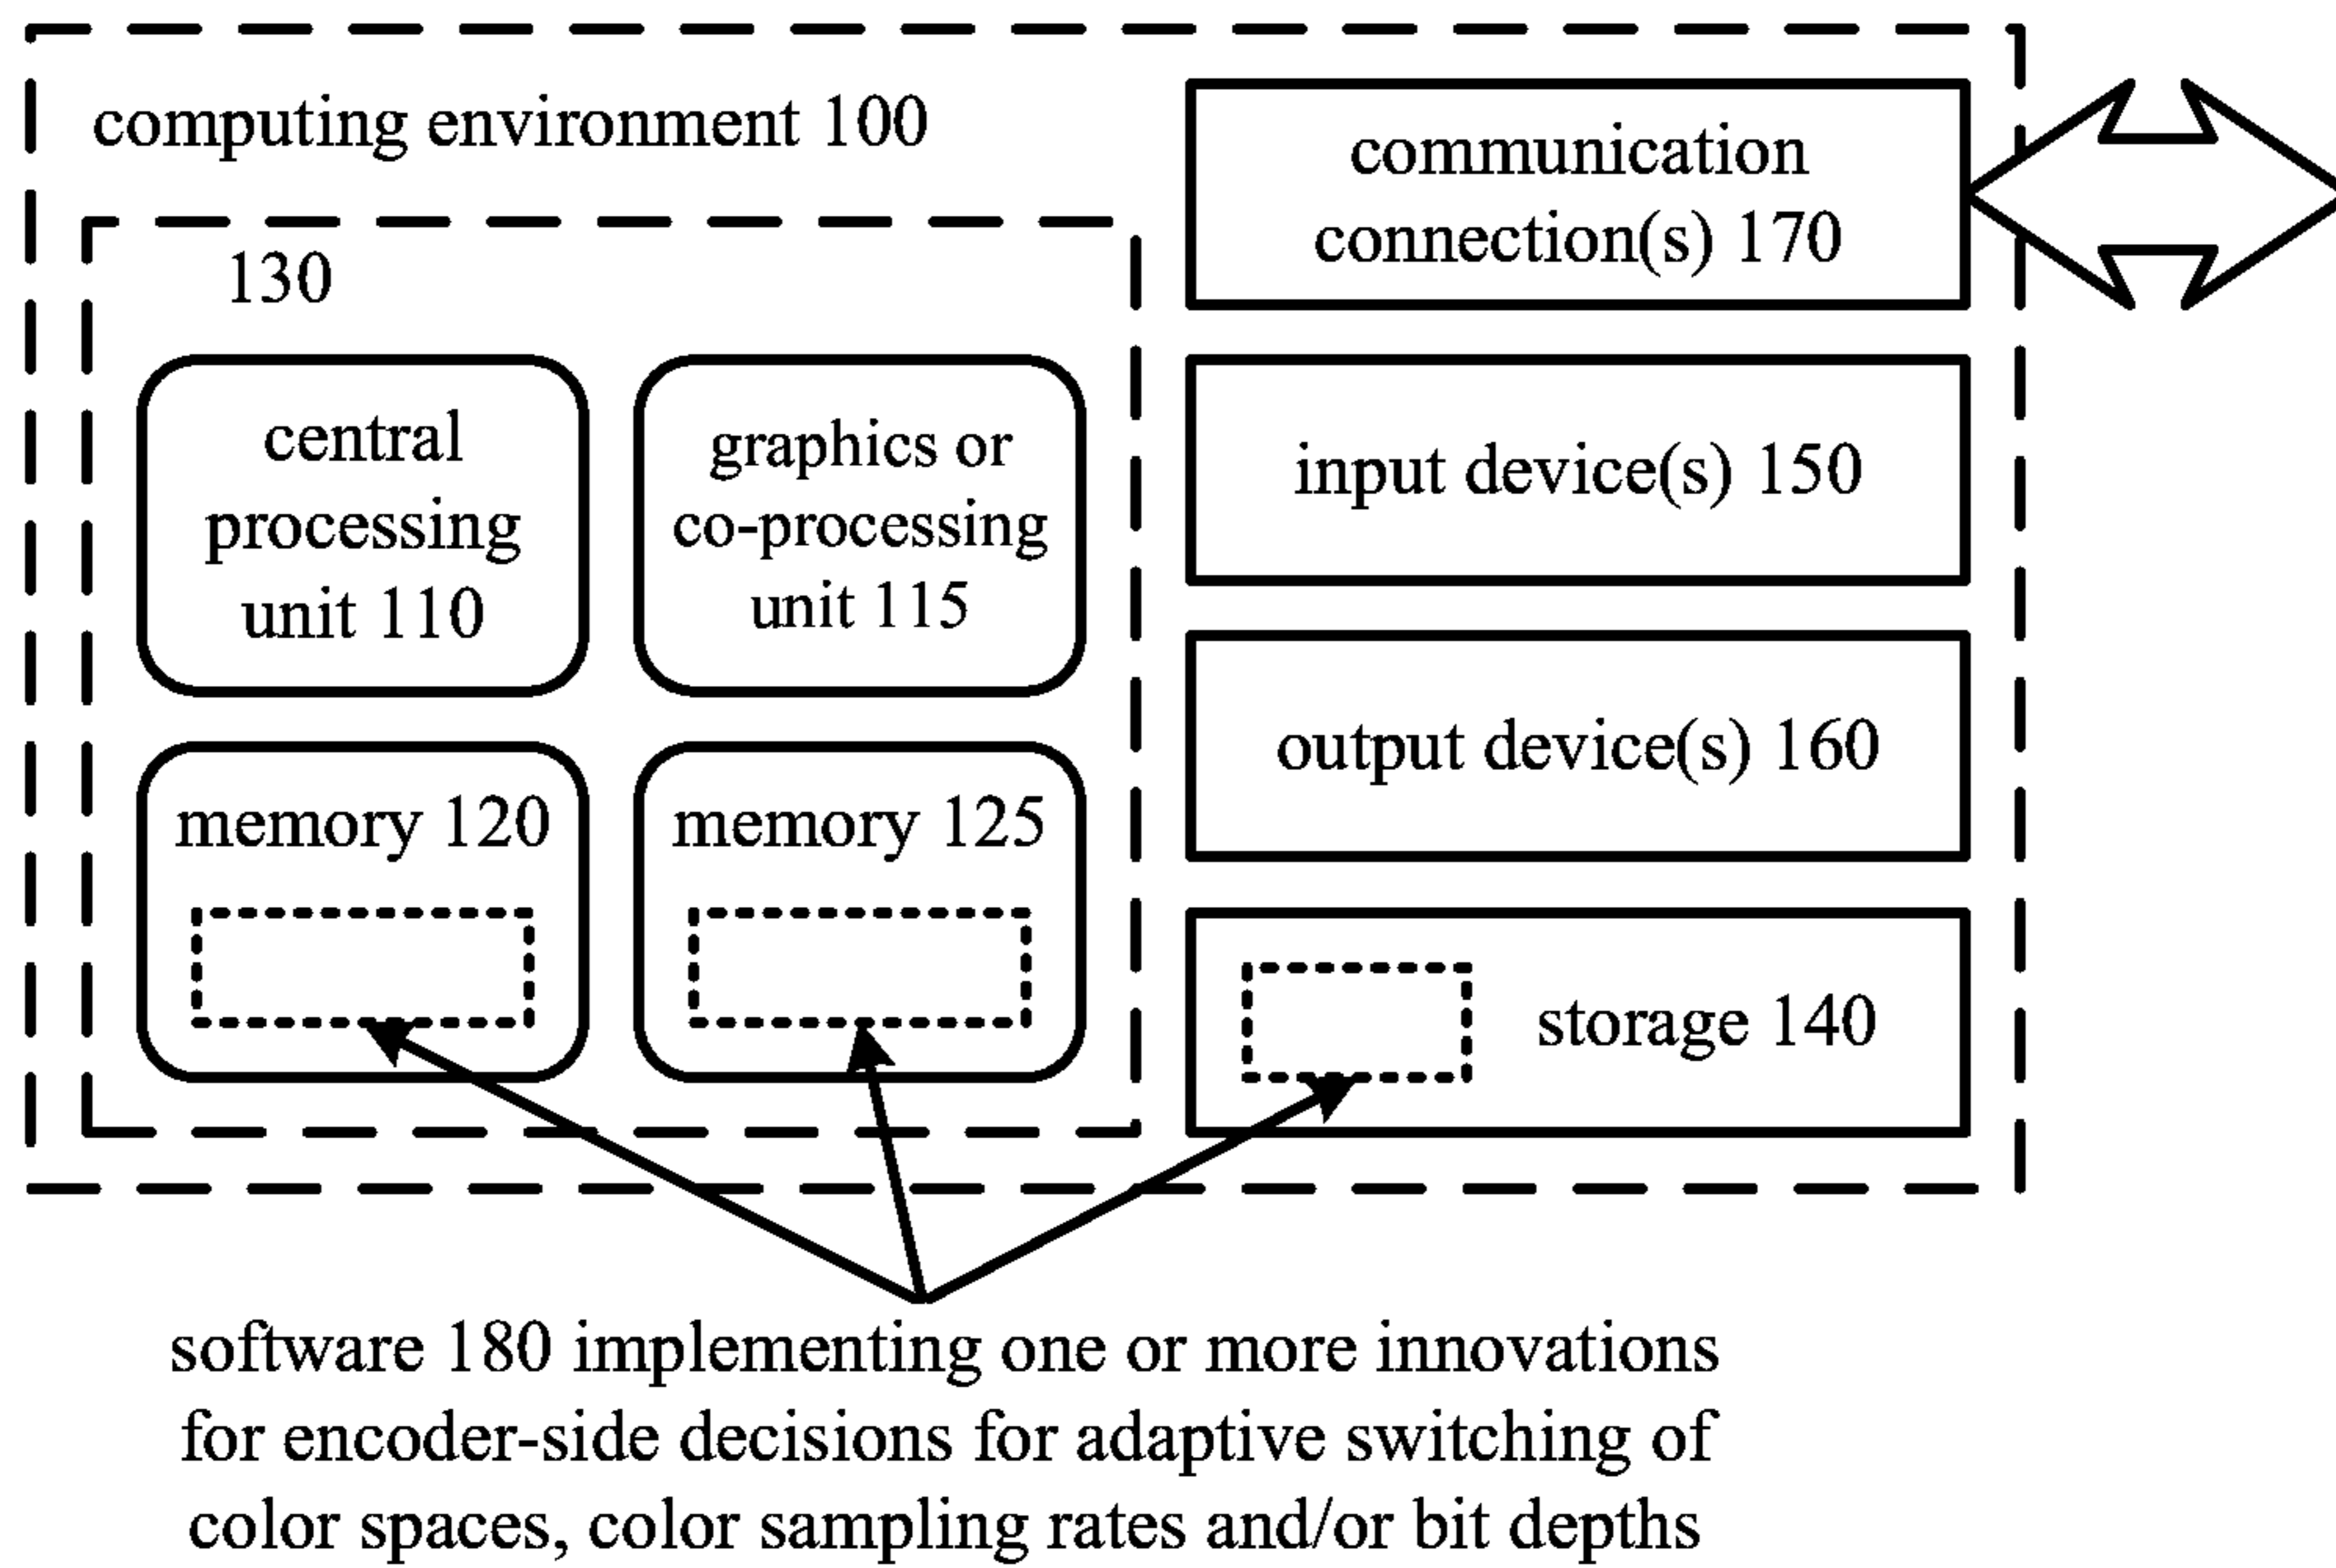 computing environment 100
130
central
processing
unit 110
graphics or
co-processing
unit 115
memory 120
memory 125
communication
connection(s) 170
input device(s) 150
output device(s) 160
storage 140
software 180 implementing one or more innovations
for encoder-side decisions for adaptive switching of
color spaces, color sampling rates and/or bit depths